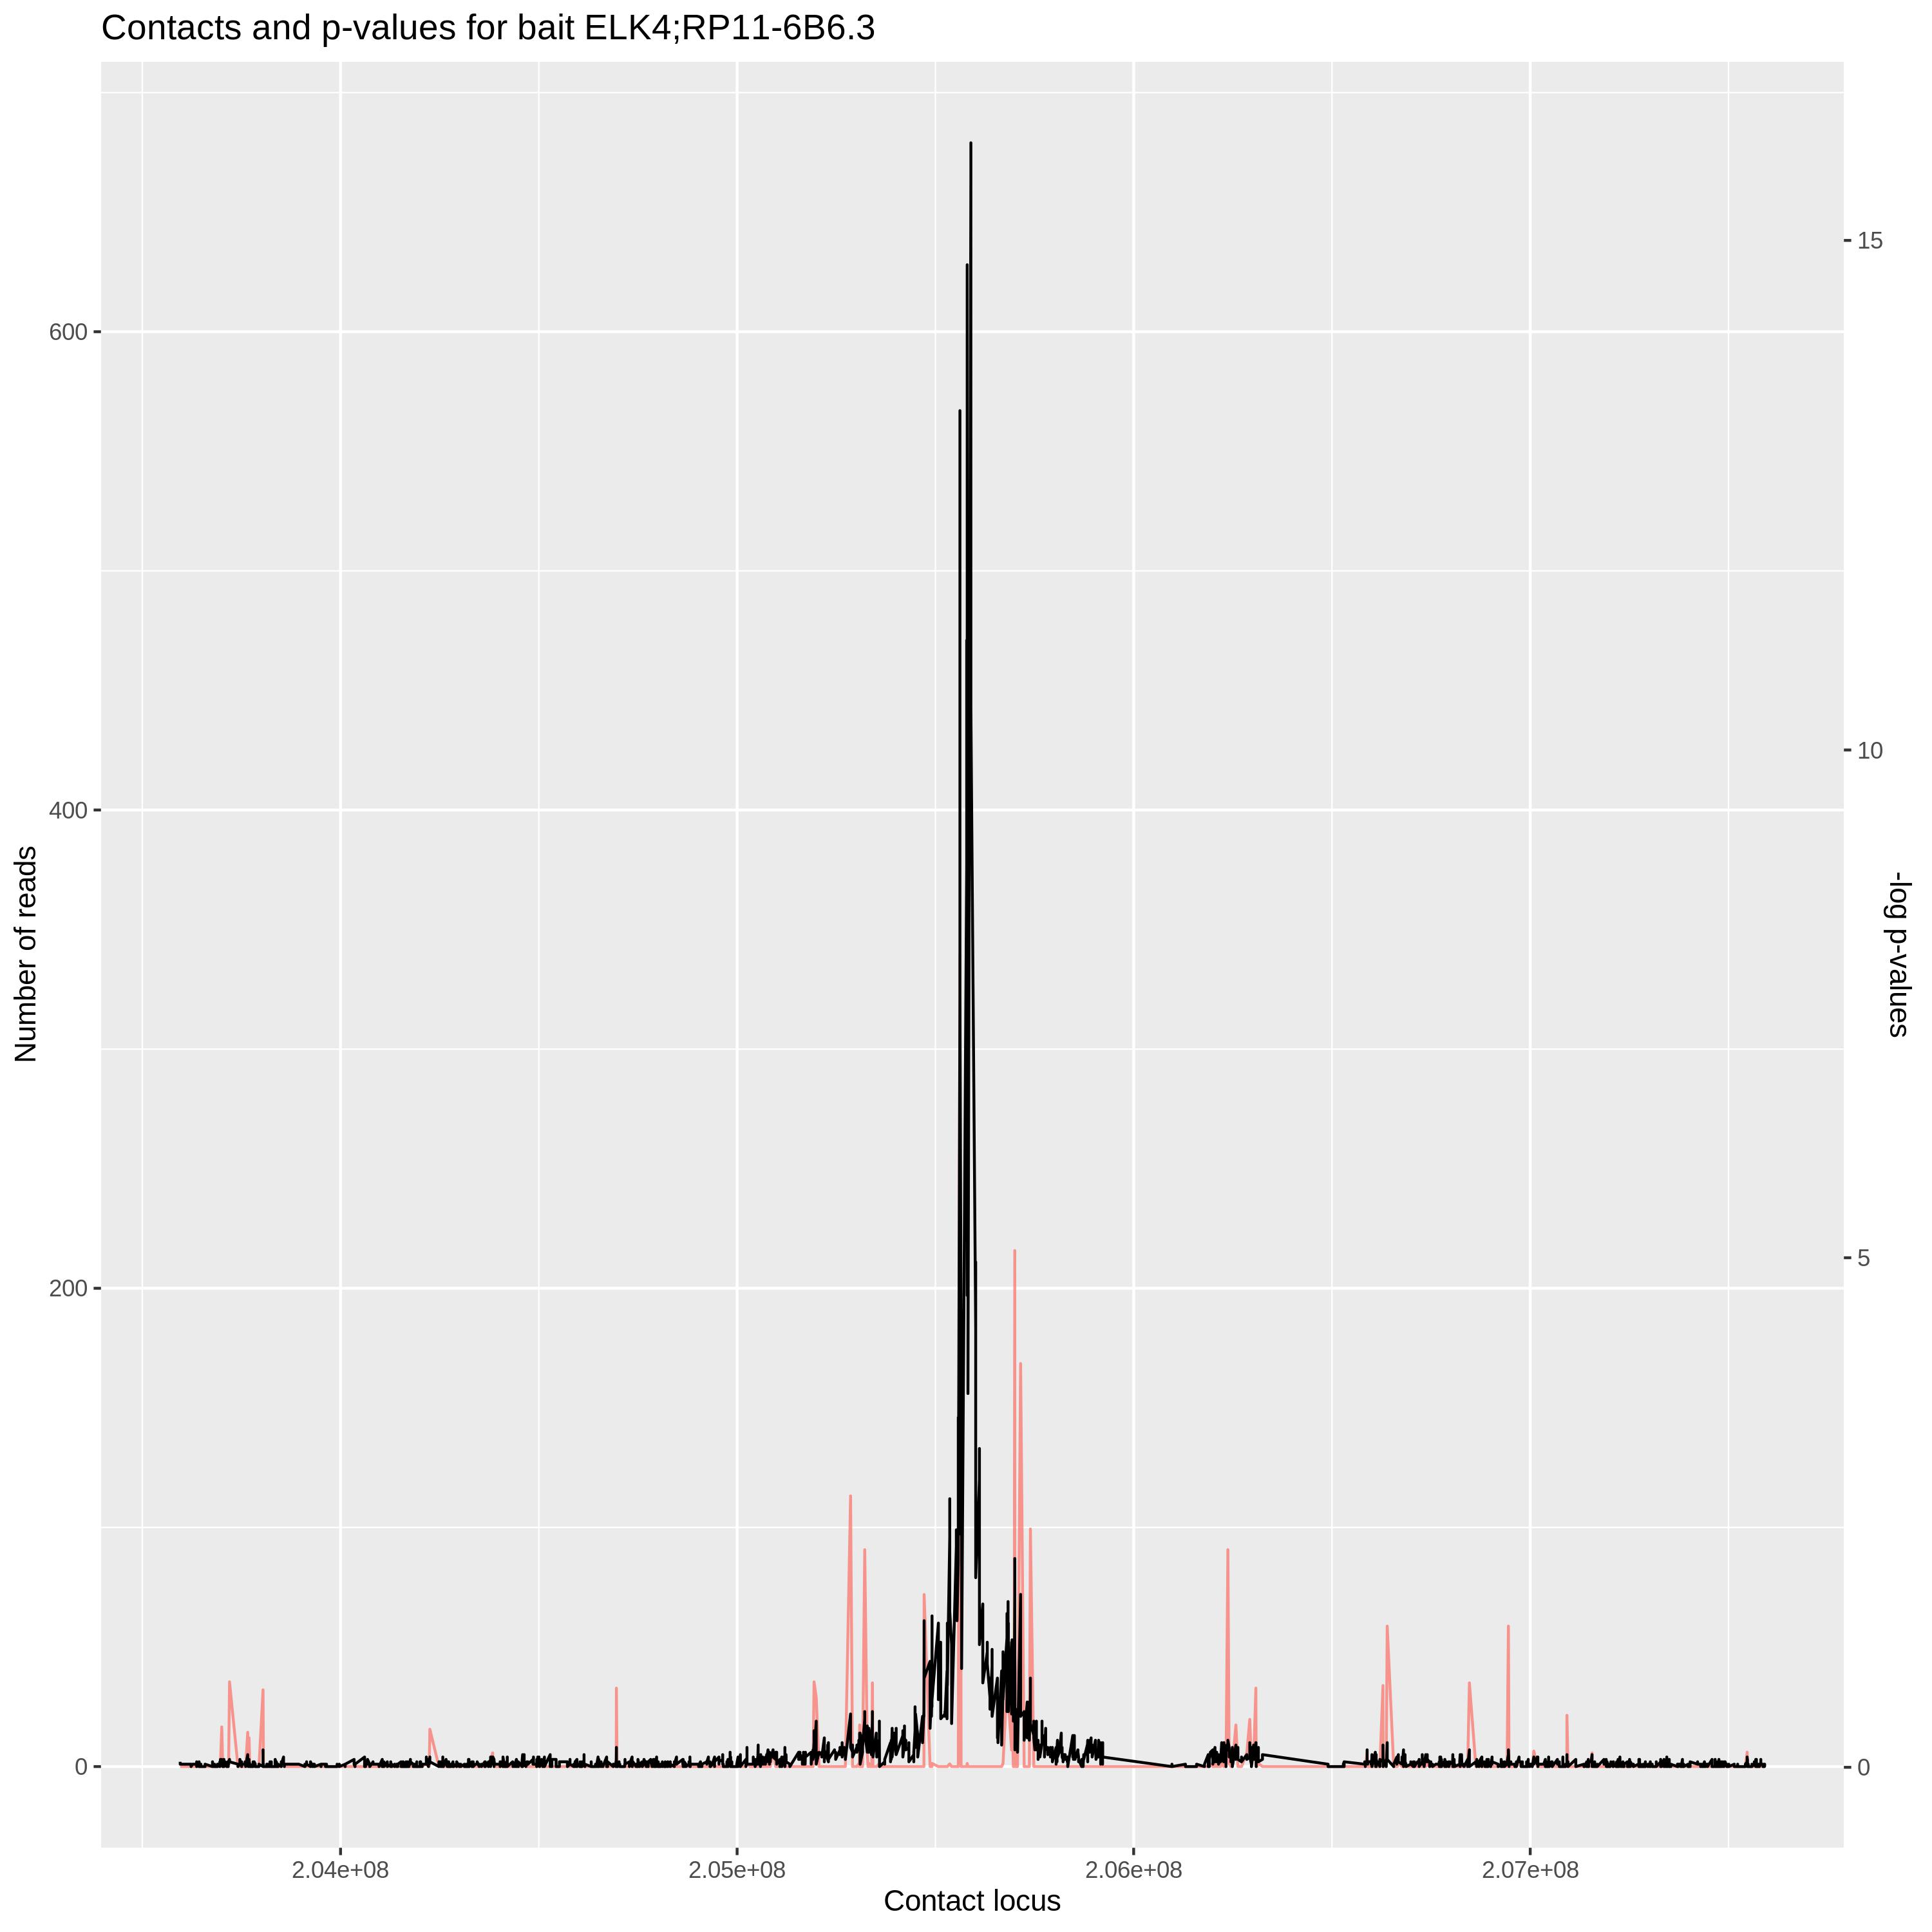 Contacts and p-values for bait ELK4;RP11-6B6.3
600
400
200
0
Number of reads
15
10
5
0
-log p-values
2.04e+08
2.05e+08
2.06e+08
2.07e+08
Contact locus